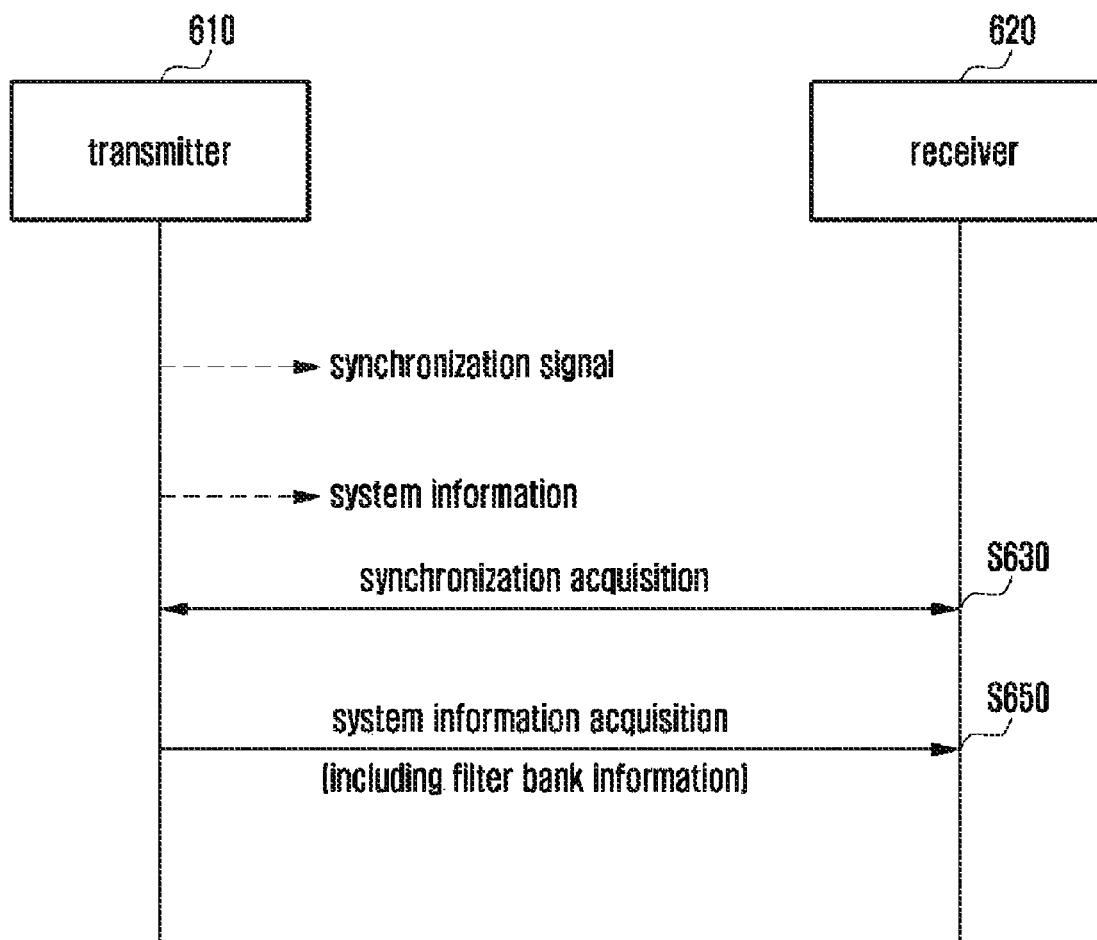 610
620
transmitter
receiver
synchronization signal
system information
S630
synchronization acquisition
S650
system information acquisition
(including filter bank information)